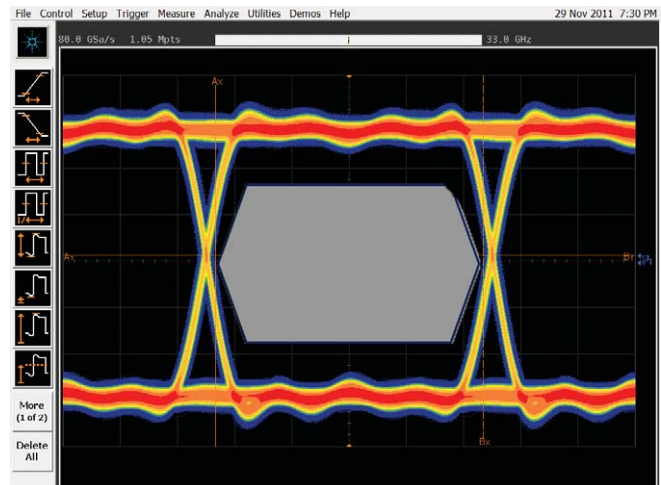 File Control Setup Trigger Measure Analyze Utilities Demos Help 29 Nov 2011 7:30 PM
80.0 GSa/s 1.05 Mpts 33.0 GHz
Ax
Ay By
Bx
More
(1 of 2)
Delete
All